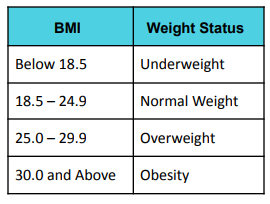 BMI Weight Status
Below 18.5 Underweight
18.5 – 24.9 Normal Weight
25.0 – 29.9 Overweight
30.0 and Above Obesity